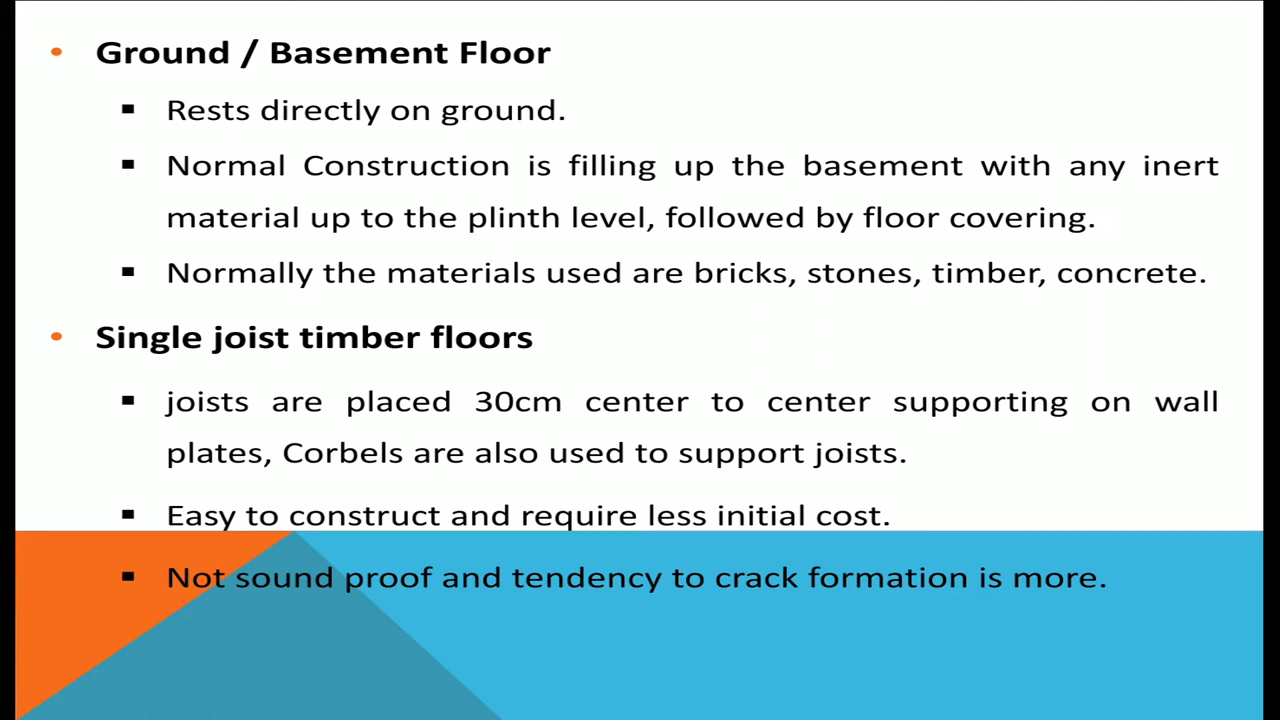 • Ground / Basement Floor
▪ Rests directly on ground.
▪ Normal Construction is filling up the basement with any inert
material up to the plinth level, followed by floor covering.
▪ Normally the materials used are bricks, stones, timber, concrete.
• Single joist timber floors
▪ joists are placed 30cm center to center supporting on wall
plates, Corbels are also used to support joists.
▪ Easy to construct and require less initial cost.
▪ Not sound proof and tendency to crack formation is more.